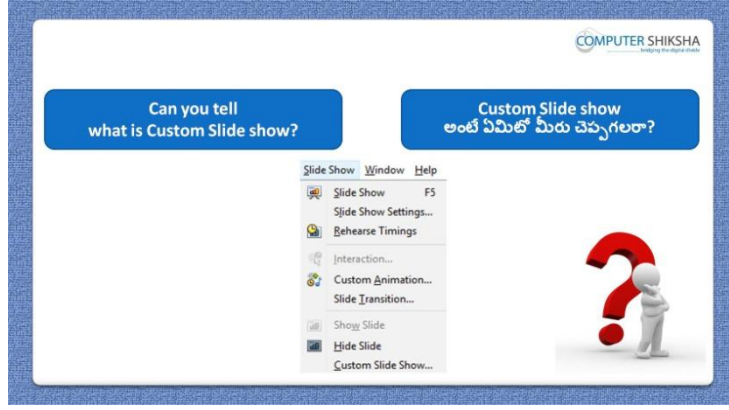 COMPUTER SHIKSHA
bridging the digital divide
Can you tell
what is Custom Slide show?
Custom Slide show
అంటే ఏమిటో మీరు చెప్పగలరా?
Slide Show Window Help
Slide Show F5
Slide Show Settings...
Rehearse Timings
Interaction...
Custom Animation...
Slide Transition...
Show Slide
Hide Slide
Custom Slide Show...